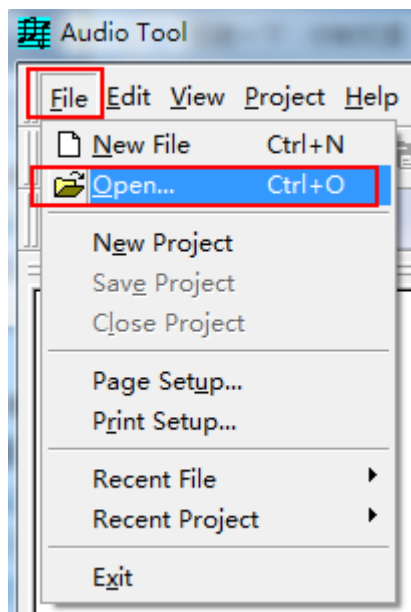 Audio Tool
File Edit View Project Help
New File Ctrl+N
Open... Ctrl+O
New Project
Save Project
Close Project
Page Setup...
Print Setup...
Recent File
Recent Project
Exit